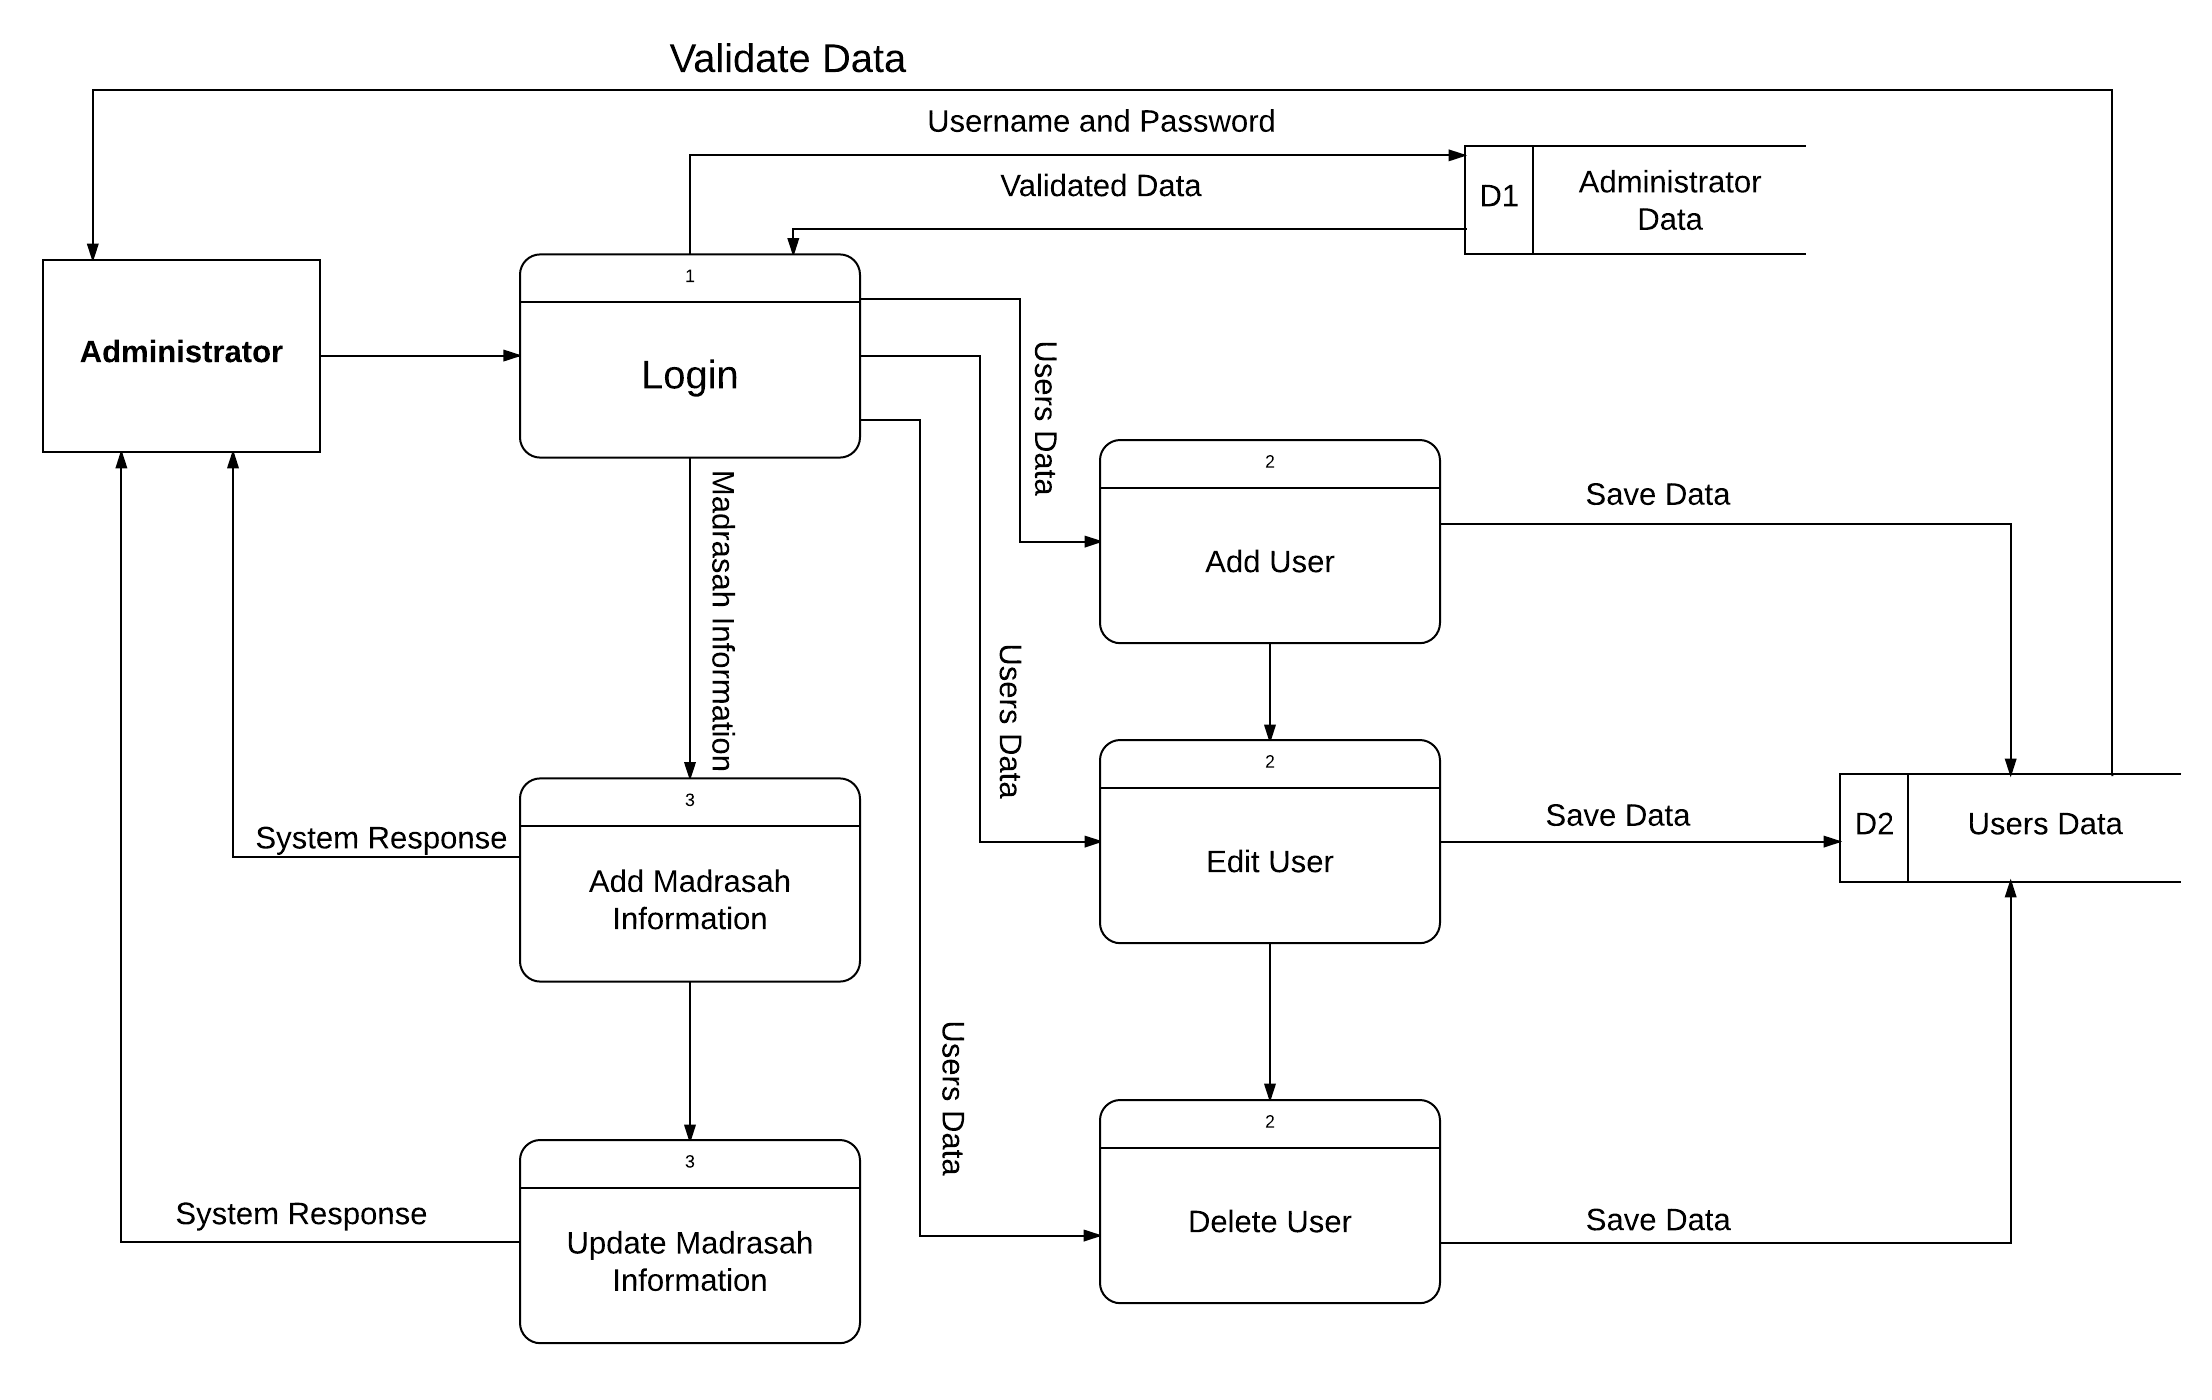 Validate Data
Username and Password
Validated Data
D1
Administrator
Data
Administrator
1
Login
Users Data
Madrasah Information
2
Add User
Save Data
Users Data
2
Edit User
Save Data
D2
Users Data
System Response
3
Add Madrasah
Information
Users Data
2
Delete User
Save Data
System Response
3
Update Madrasah
Information